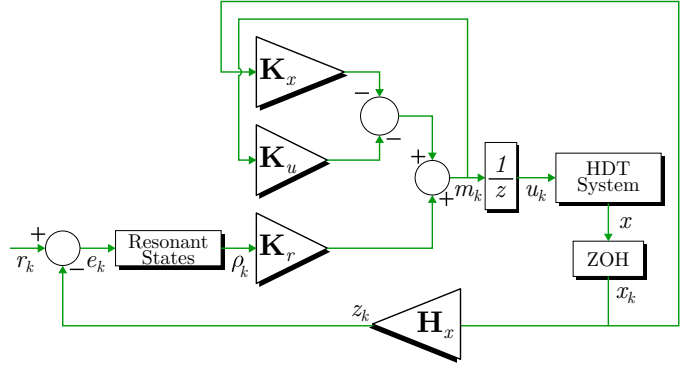 K_x
−
−
K_u
+
+
m_k
1
z
u_k
HDT
System
x
ZOH
x_k
+
r_k
−
e_k
Resonant
States
ρ_k
K_r
z_k
H_x